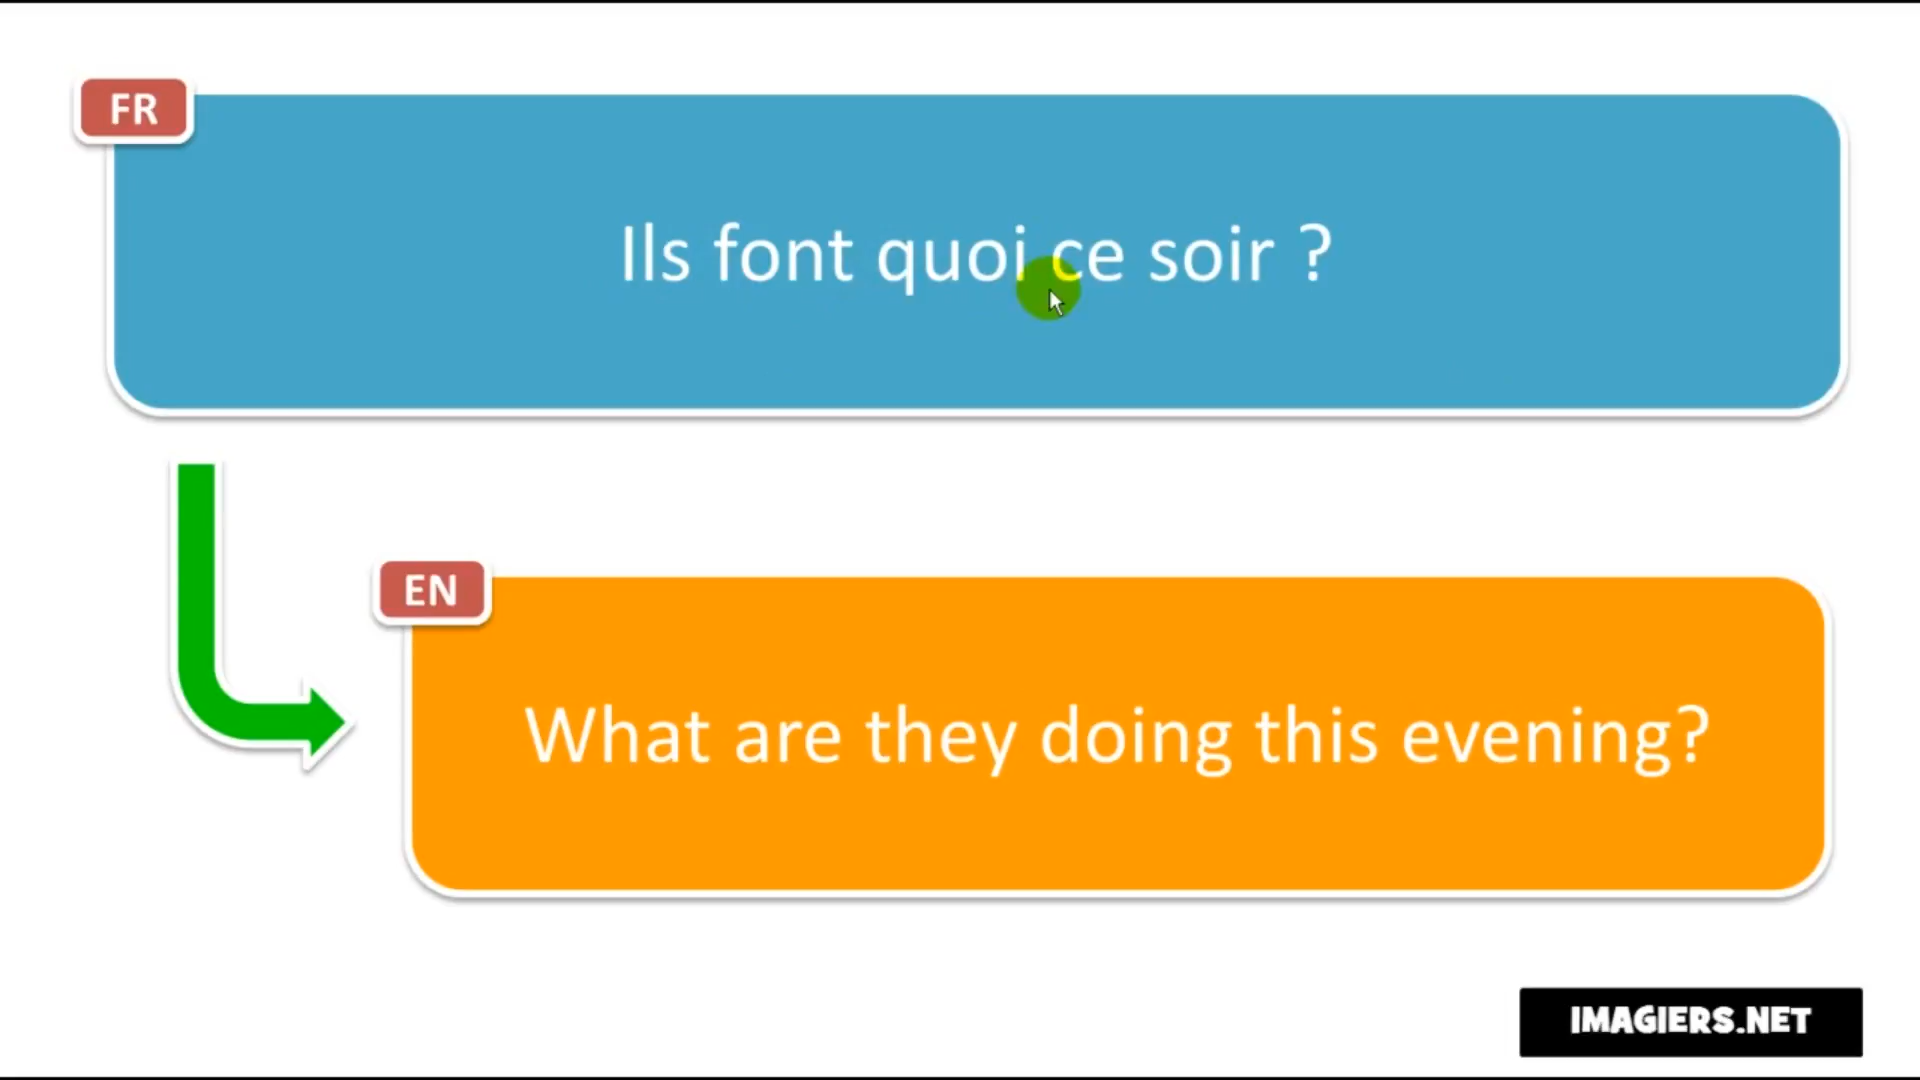 FR
Ils font quoi ce soir ?
EN
What are they doing this evening?
IMAGIERS.NET